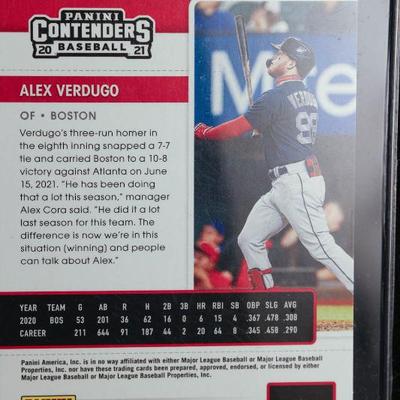 PANINI
CONTENDERS
20 BASEBALL 21
ALEX VERDUGO
OF • BOSTON
Verdugo's three-run homer in
the eighth inning snapped a 7-7
tie and carried Boston to a 10-8
victory against Atlanta on June
15, 2021. "He has been doing
that a lot this season," manager
Alex Cora said. "He did it a lot
last season for this team. The
difference is now we're in this
situation (winning) and people
can talk about Alex."
VERDUGO
99
YEAR TEAM G AB R H 2B 3B HR RBI SB OBP SLG AVG
2020 BOS 53 201 36 62 16 0 6 15 4 .367 .478 .308
CAREER 211 644 91 187 44 2 20 64 8 .345 .458 .290
Panini America, Inc. is in no way affiliated with either Major League Baseball or Major League Baseball
Properties, Inc. nor have these trading cards been prepared, approved, endorsed, or licensed by either
Major League Baseball or Major League Baseball Properties, Inc.
PANINI